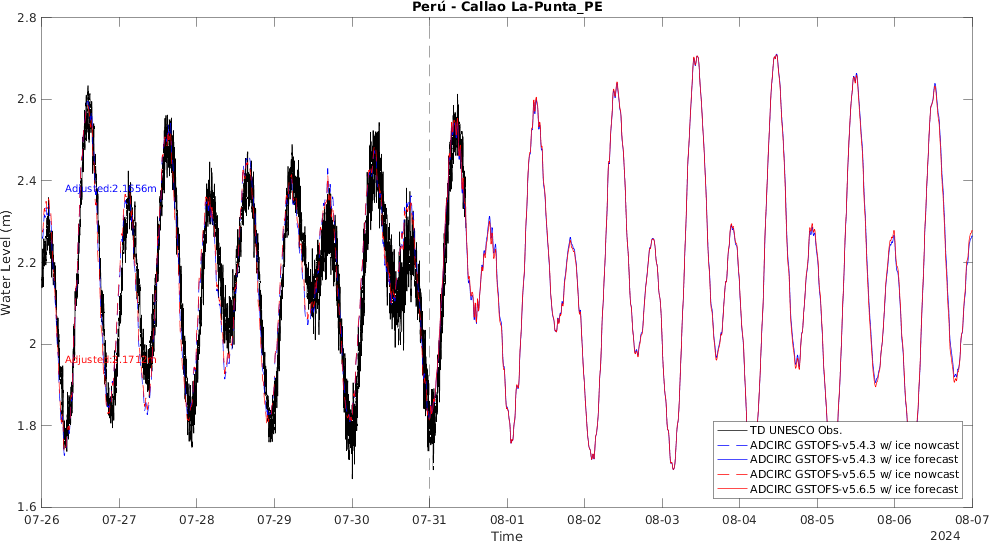 Perú - Callao La-Punta_PE
2.8
2.6
2.4
2.2
2
1.8
1.6
Water Level (m)
Adjusted:2.1556m
TD UNESCO Obs.
ADCIRC GSTOFS-v5.4.3 w/ ice nowcast
ADCIRC GSTOFS-v5.4.3 w/ ice forecast
ADCIRC GSTOFS-v5.6.5 w/ ice nowcast
ADCIRC GSTOFS-v5.6.5 w/ ice forecast
07-26 07-27 07-28 07-29 07-30 07-31 08-01 08-02 08-03 08-04 08-05 08-06 08-07
Time
2024